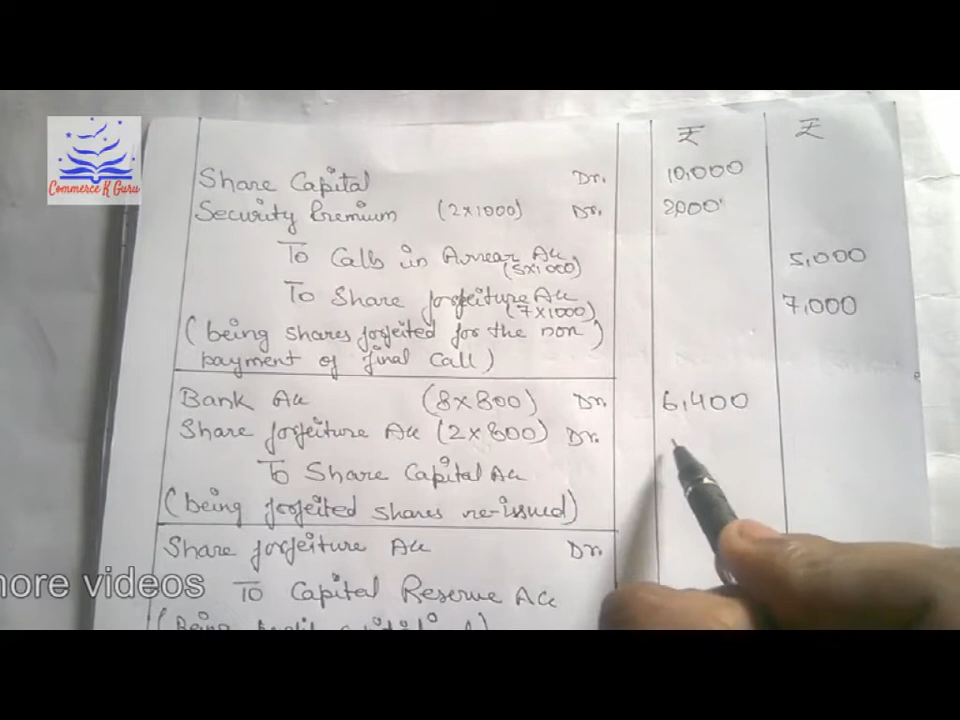 Commerce K Guru
₹ ₹
Share Capital Dr. 10,000
Security Premium (2x1000) Dr. 2000
To Calls in Arrear A/c 5,000
(5x1000)
To Share forfeiture A/c 7,000
(7x1000)
(being shares forfeited for the non
payment of final call)
Bank A/c (8x800) Dr. 6,400
Share forfeiture A/c (2x800) Dr.
To Share Capital A/c
(being forfeited shares re-issued)
Share forfeiture A/c Dr.
more videos
To Capital Reserve A/c
(Being